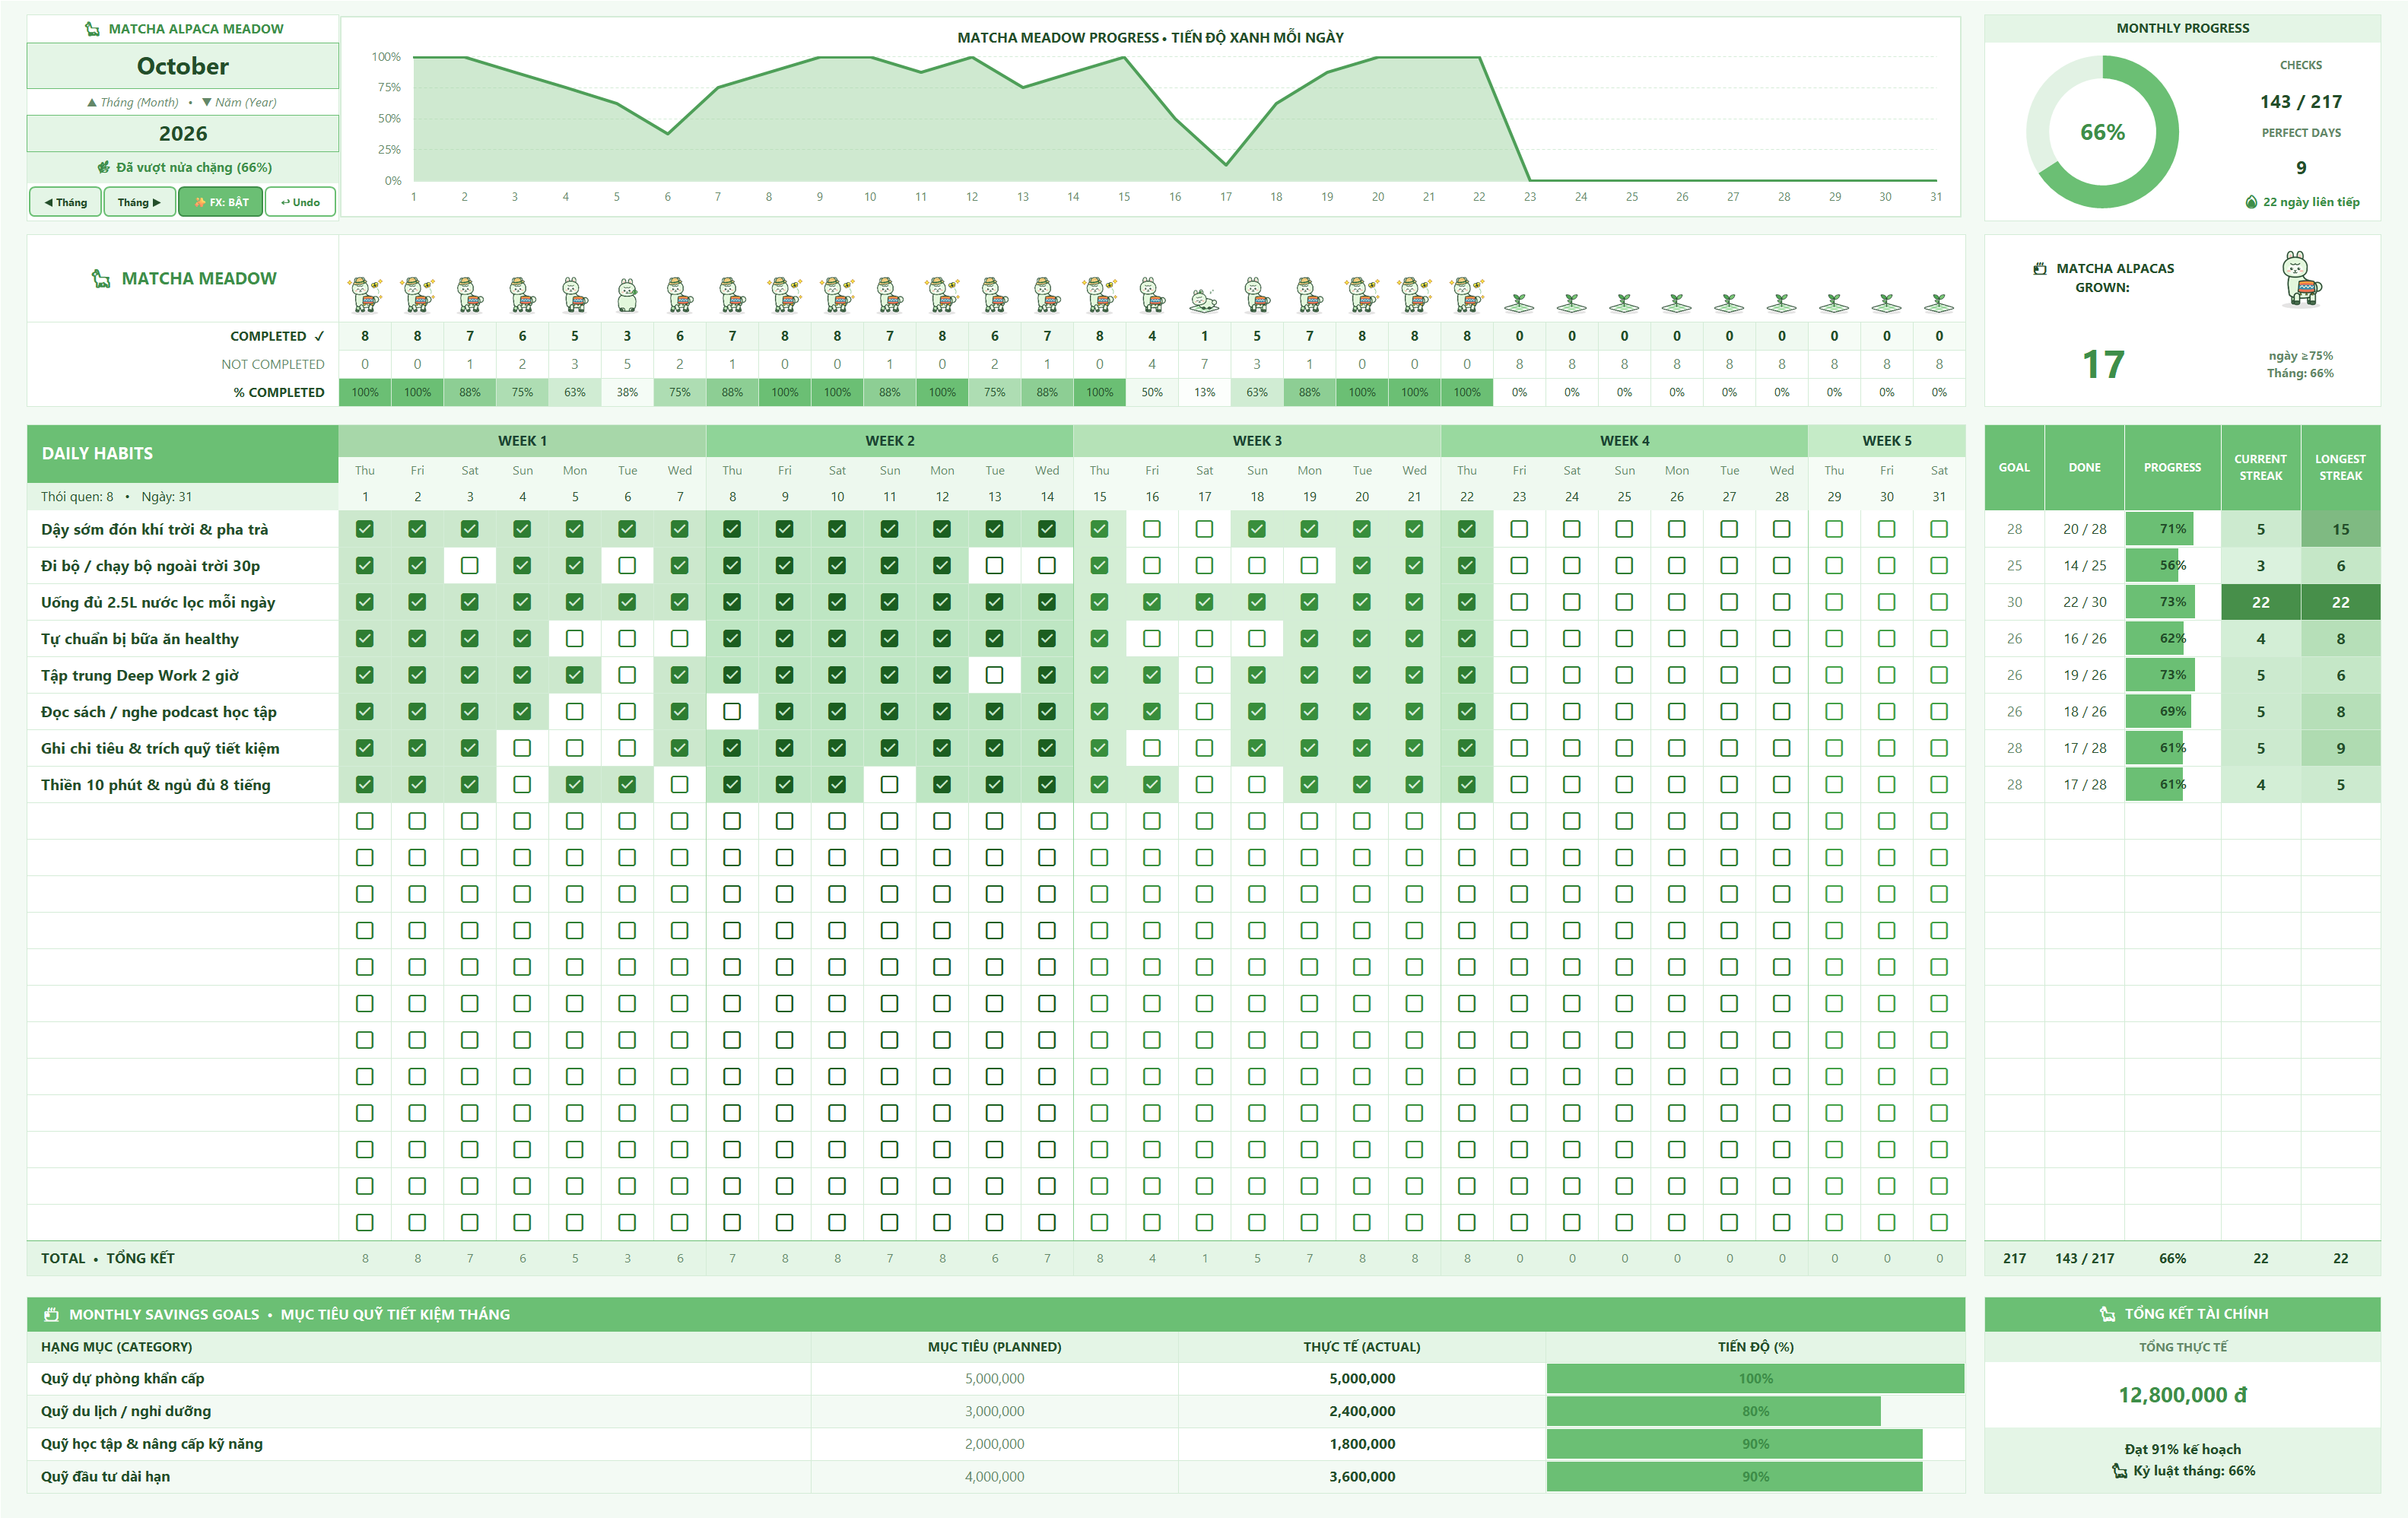 MATCHA ALPACA MEADOW
October
▲ Tháng (Month) • ▼ Năm (Year)
2026
Đã vượt nửa chặng (66%)
◀ Tháng Tháng ▶ FX: BẬT ↩ Undo
MATCHA MEADOW PROGRESS • TIẾN ĐỘ XANH MỖI NGÀY
100%
75%
50%
25%
0%
1 2 3 4 5 6 7 8 9 10 11 12 13 14 15 16 17 18 19 20 21 22 23 24 25 26 27 28 29 30 31
MONTHLY PROGRESS
66%
CHECKS
143 / 217
PERFECT DAYS
9
22 ngày liên tiếp
MATCHA MEADOW
COMPLETED ✓ 8 8 7 6 5 3 6 7 8 8 7 8 6 7 8 4 1 5 7 8 8 8 0 0 0 0 0 0 0 0 0
NOT COMPLETED 0 0 1 2 3 5 2 1 0 0 1 0 2 1 0 4 7 3 1 0 0 0 8 8 8 8 8 8 8 8 8
% COMPLETED 100% 100% 88% 75% 63% 38% 75% 88% 100% 100% 88% 100% 75% 88% 100% 50% 13% 63% 88% 100% 100% 100% 0% 0% 0% 0% 0% 0% 0% 0% 0%
MATCHA ALPACAS
GROWN:
17
ngày ≥75%
Tháng: 66%
DAILY HABITS WEEK 1 WEEK 2 WEEK 3 WEEK 4 WEEK 5
Thu Fri Sat Sun Mon Tue Wed Thu Fri Sat Sun Mon Tue Wed Thu Fri Sat Sun Mon Tue Wed Thu Fri Sat Sun Mon Tue Wed Thu Fri Sat
Thói quen: 8 • Ngày: 31 1 2 3 4 5 6 7 8 9 10 11 12 13 14 15 16 17 18 19 20 21 22 23 24 25 26 27 28 29 30 31
GOAL DONE PROGRESS CURRENT STREAK LONGEST STREAK
Dậy sớm đón khí trời & pha trà 28 20 / 28 71% 5 15
Đi bộ / chạy bộ ngoài trời 30p 25 14 / 25 56% 3 6
Uống đủ 2.5L nước lọc mỗi ngày 30 22 / 30 73% 22 22
Tự chuẩn bị bữa ăn healthy 26 16 / 26 62% 4 8
Tập trung Deep Work 2 giờ 26 19 / 26 73% 5 6
Đọc sách / nghe podcast học tập 26 18 / 26 69% 5 8
Ghi chi tiêu & trích quỹ tiết kiệm 28 17 / 28 61% 5 9
Thiền 10 phút & ngủ đủ 8 tiếng 28 17 / 28 61% 4 5
TOTAL • TỔNG KẾT 8 8 7 6 5 3 6 7 8 8 7 8 6 7 8 4 1 5 7 8 8 8 0 0 0 0 0 0 0 0 0 217 143 / 217 66% 22 22
MONTHLY SAVINGS GOALS • MỤC TIÊU QUỸ TIẾT KIỆM THÁNG
HẠNG MỤC (CATEGORY) MỤC TIÊU (PLANNED) THỰC TẾ (ACTUAL) TIẾN ĐỘ (%)
Quỹ dự phòng khẩn cấp 5,000,000 5,000,000 100%
Quỹ du lịch / nghỉ dưỡng 3,000,000 2,400,000 80%
Quỹ học tập & nâng cấp kỹ năng 2,000,000 1,800,000 90%
Quỹ đầu tư dài hạn 4,000,000 3,600,000 90%
TỔNG KẾT TÀI CHÍNH
TỔNG THỰC TẾ
12,800,000 đ
Đạt 91% kế hoạch
Kỷ luật tháng: 66%